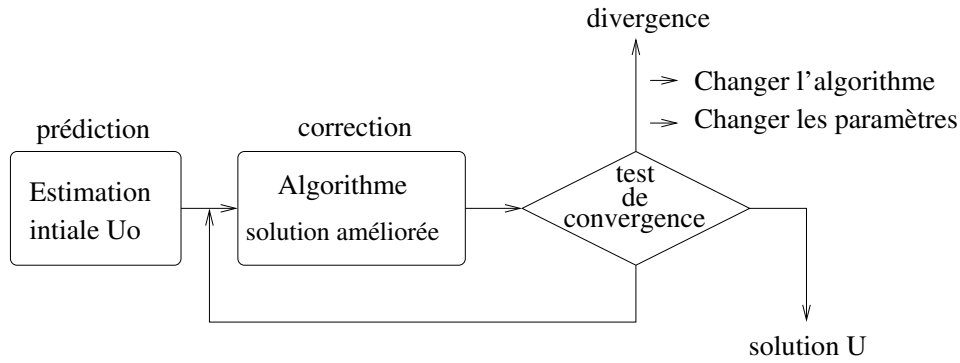 divergence
Changer l'algorithme
Changer les paramètres
prédiction
correction
Estimation
intiale Uo
Algorithme
solution améliorée
test
de
convergence
solution U